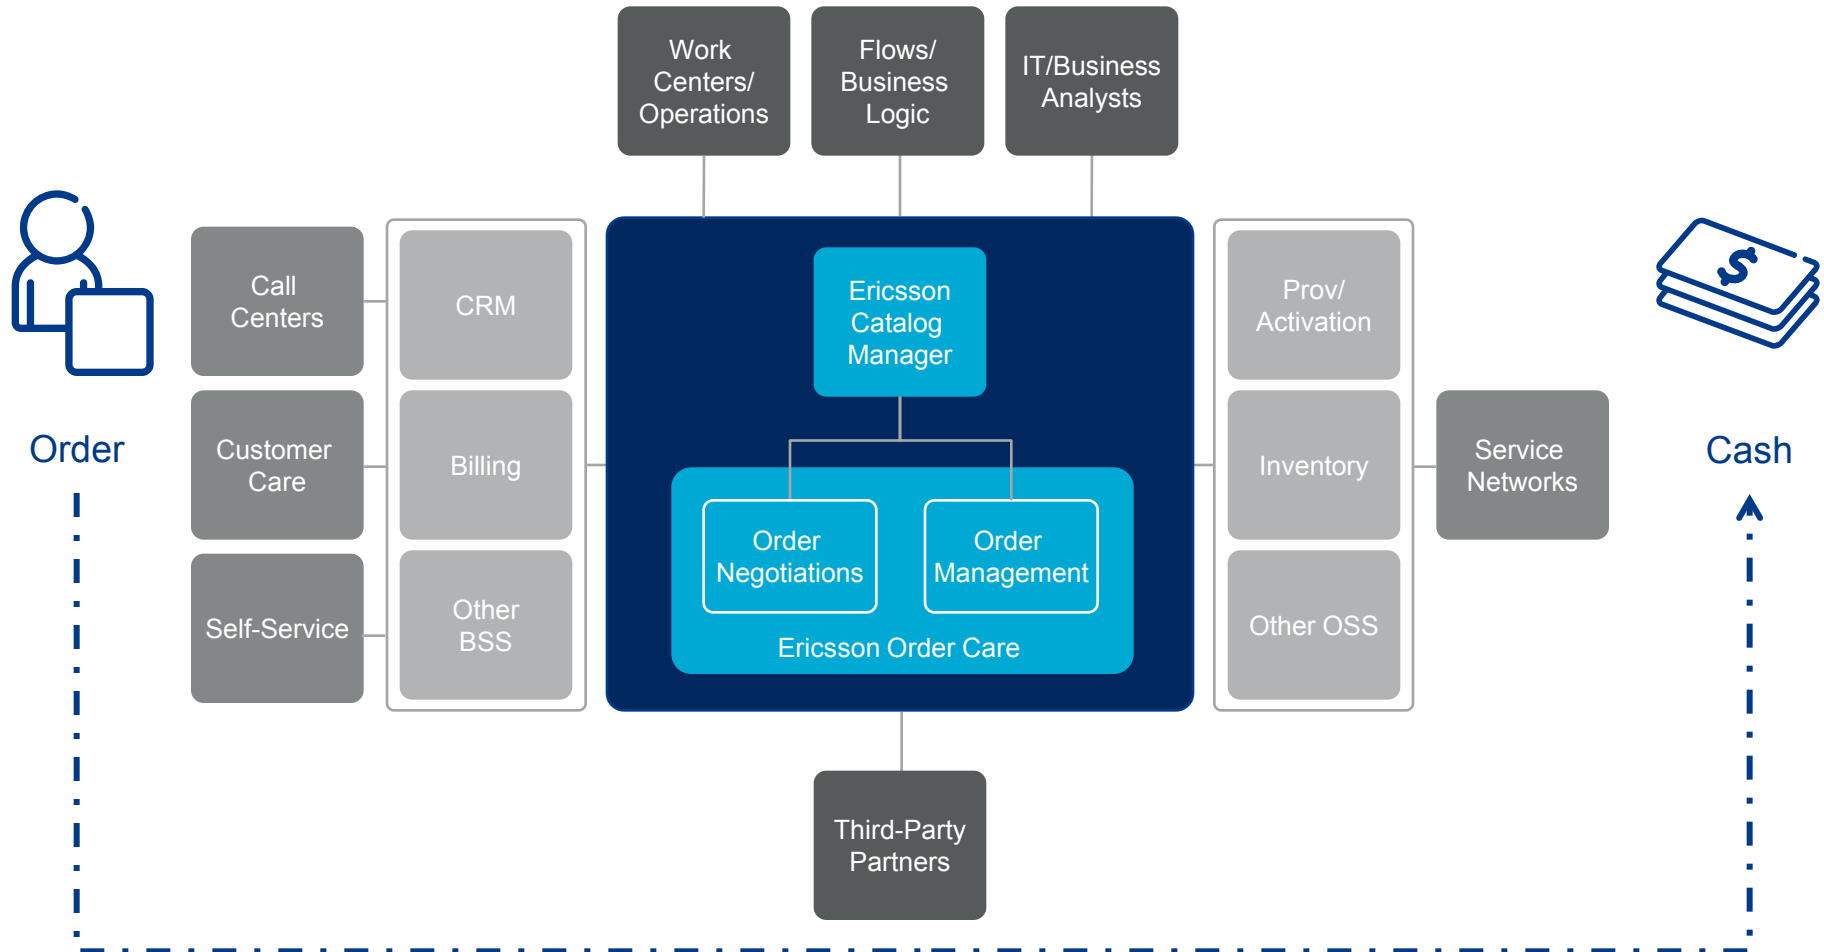 Work
Centers/
Operations
Flows/
Business
Logic
IT/Business
Analysts
Order
Call
Centers
Customer
Care
Self-Service
CRM
Billing
Other
BSS
Ericsson
Catalog
Manager
Order
Negotiations
Order
Management
Ericsson Order Care
Prov/
Activation
Inventory
Other OSS
Service
Networks
$
Cash
Third-Party
Partners